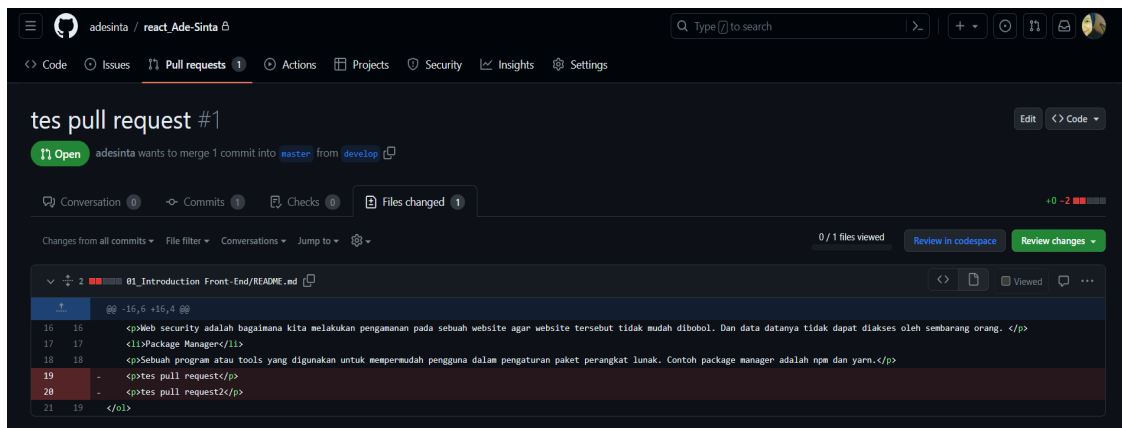 adesinta / react_Ade-Sinta
Type / to search
Code Issues Pull requests 1 Actions Projects Security Insights Settings
tes pull request #1
Edit <> Code
Open adesinta wants to merge 1 commit into master from develop
Conversation 0 Commits 1 Checks 0 Files changed 1 +0 −2
Changes from all commits File filter Conversations Jump to 0 / 1 files viewed Review in codespace Review changes
2 01_Introduction Front-End/README.md Viewed
@@ -16,6 +16,4 @@
16 16 <p>Web security adalah bagaimana kita melakukan pengamanan pada sebuah website agar website tersebut tidak mudah dibobol. Dan data datanya tidak dapat diakses oleh sembarang orang. </p>
17 17 <li>Package Manager</li>
18 18 <p>Sebuah program atau tools yang digunakan untuk mempermudah pengguna dalam pengaturan paket perangkat lunak. Contoh package manager adalah npm dan yarn.</p>
19 - <p>tes pull request</p>
20 - <p>tes pull request2</p>
21 19 </ol>